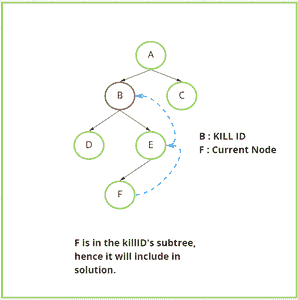 A
B
C
D
E
B : KILL ID
F : Current Node
F
F is in the killID's subtree,
hence it will include in
solution.